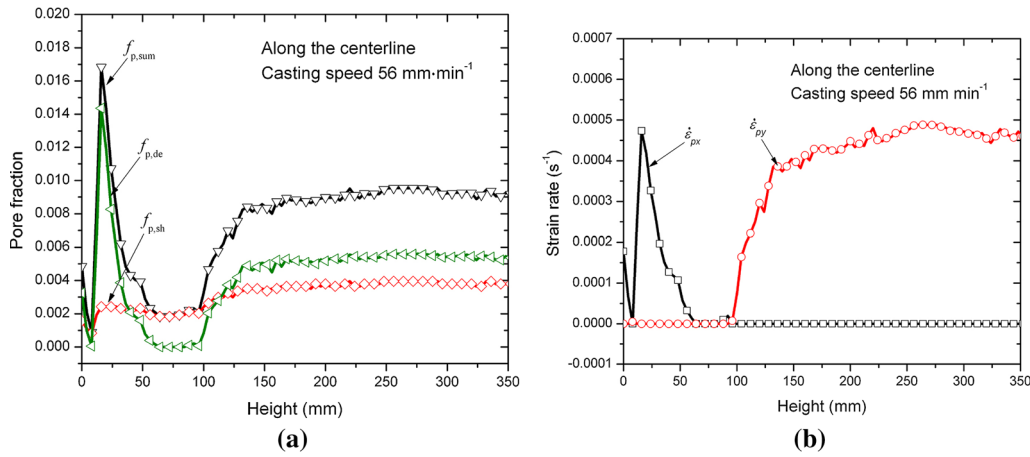 0.020
0.018
0.016
0.014
0.012
0.010
0.008
0.006
0.004
0.002
0.000
Pore fraction
f p,sum
f p,de
f p,sh
Along the centerline
Casting speed 56 mm·min-1
0 50 100 150 200 250 300 350
Height (mm)
(a)
0.0007
0.0006
0.0005
0.0004
0.0003
0.0002
0.0001
0.0000
-0.0001
Strain rate (s-1)
Along the centerline
Casting speed 56 mm min-1
ε̇px
ε̇py
0 50 100 150 200 250 300 350
Height (mm)
(b)